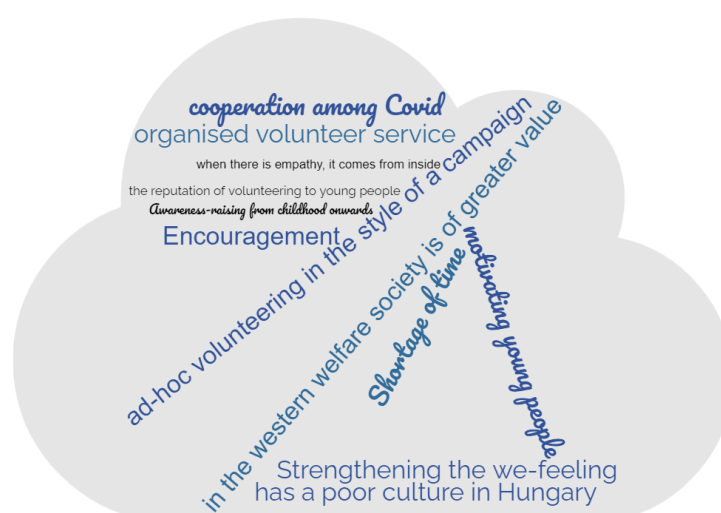 cooperation among Covid
organised volunteer service
when there is empathy, it comes from inside
the reputation of volunteering to young people
Awareness-raising from childhood onwards
Encouragement
ad-hoc volunteering in the style of a campaign
in the western welfare society is of greater value
Shortage of time
motivating young people
Strengthening the we-feeling
has a poor culture in Hungary